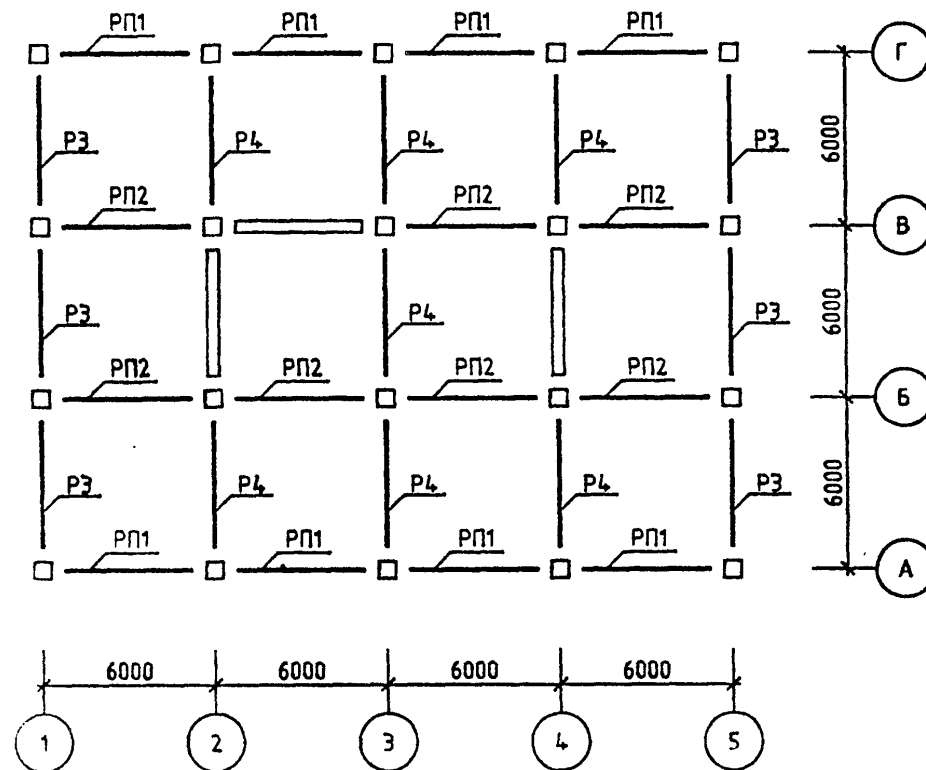 РП1 РП1 РП1 РП1
Г
Р3 Р4 Р4 Р4 Р3
6000
РП2 РП2 РП2
В
Р3 Р4 Р3
6000
РП2 РП2 РП2 РП2
Б
Р3 Р4 Р4 Р4 Р3
6000
РП1 РП1 РП1 РП1
А
6000 6000 6000 6000
1 2 3 4 5